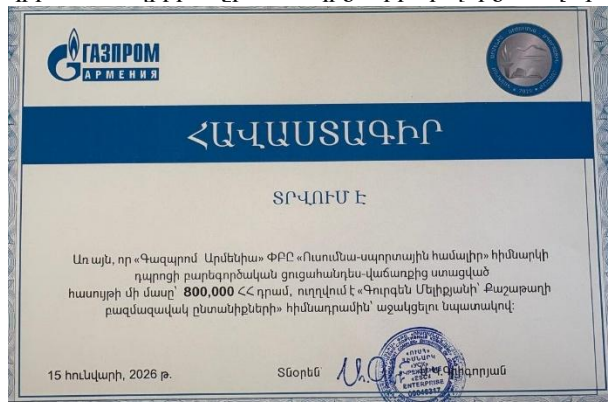 ГАЗПРОМ
АРМЕНИЯ
ՀԱՎԱՍՏԱԳԻՐ
ՏՐՎՈՒՄ Է
Առ այն, որ «Գազպրոմ Արմենիա» ՓԲԸ «Ուսումնա-սպորտային համալիր» հիմնարկի
դպրոցի բարեգործական ցուցահանդես-վաճառքից ստացված
հասույթի մի մասը՝ 800,000 ՀՀ դրամ, ուղղվում է «Գուրգեն Մելիքյանի՝ Քաշաթաղի
բազմազավակ ընտանիքների» հիմնադրամին՝ աջակցելու նպատակով:
15 հունվարի, 2026 թ.
Տնօրեն
Գրիգորյան
ENTERPRISE